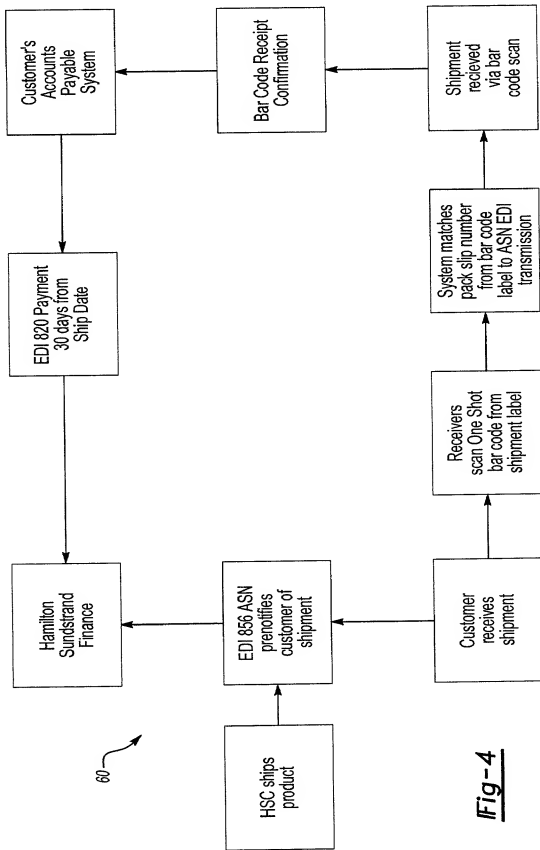 Customer's
Accounts
Payable
System
Bar Code Receipt
Confirmation
Shipment
recieved
via bar
code scan
EDI 820 Payment
30 days from
Ship Date
System matches
pack slip number
from bar code
label to ASN EDI
transmission
Receivers
scan One Shot
bar code from
shipment label
Hamilton
Sundstrand
Finance
EDI 856 ASN
prenotifies
customer of
shipment
Customer
receives
shipment
60
HSC ships
product
Fig-4